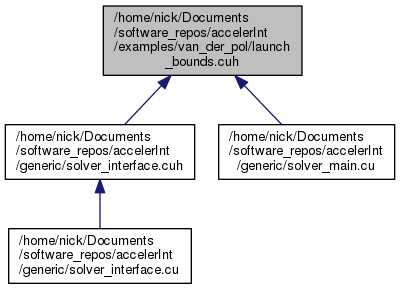 /home/nick/Documents
/software_repos/accelerInt
/examples/van_der_pol/launch
_bounds.cuh
/home/nick/Documents
/software_repos/accelerInt
/generic/solver_interface.cuh
/home/nick/Documents
/software_repos/accelerInt
/generic/solver_main.cu
/home/nick/Documents
/software_repos/accelerInt
/generic/solver_interface.cu